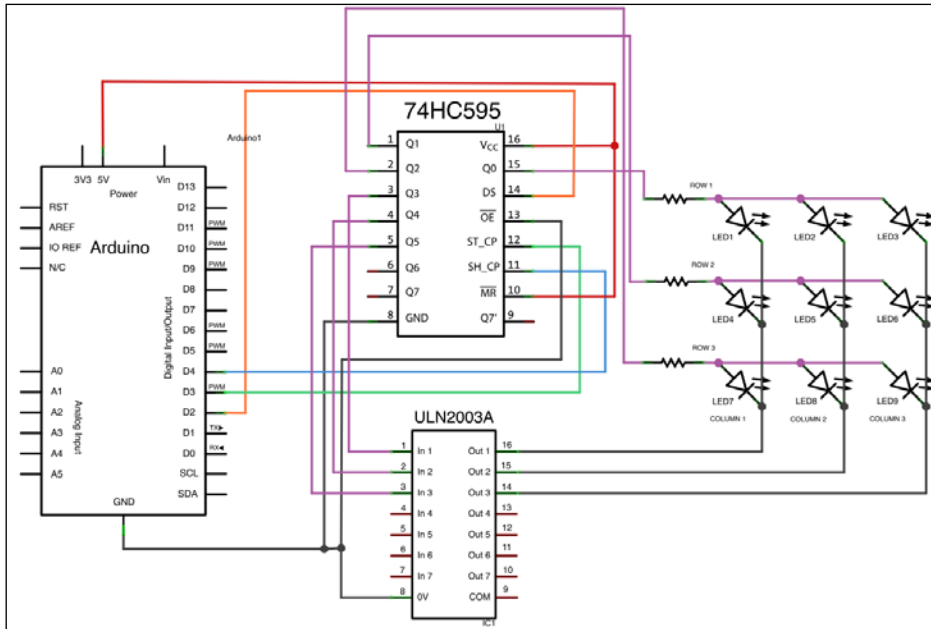 74HC595
U1
Arduino1
1 Q1
2 Q2
3 Q3
4 Q4
5 Q5
6 Q6
7 Q7
8 GND
VCC 16
Q0 15
DS 14
OE 13
ST_CP 12
SH_CP 11
MR 10
Q7' 9
3V3 5V Vin
Power
RST
AREF
IO REF
N/C
Arduino
A0
A1
A2
A3
A4
A5
Analog Input
Digital Input/Output
D13
D12
D11 PWM
D10 PWM
D9 PWM
D8
D7
D6 PWM
D5 PWM
D4
D3 PWM
D2
D1 TX▶
D0 RX◀
SCL
SDA
GND
ROW 1
LED1 LED2 LED3
ROW 2
LED4 LED5 LED6
ROW 3
LED7 LED8 LED9
COLUMN 1 COLUMN 2 COLUMN 3
ULN2003A
1 In 1
2 In 2
3 In 3
4 In 4
5 In 5
6 In 6
7 In 7
8 0V
Out 1 16
Out 2 15
Out 3 14
Out 4 13
Out 5 12
Out 6 11
Out 7 10
COM 9
IC1